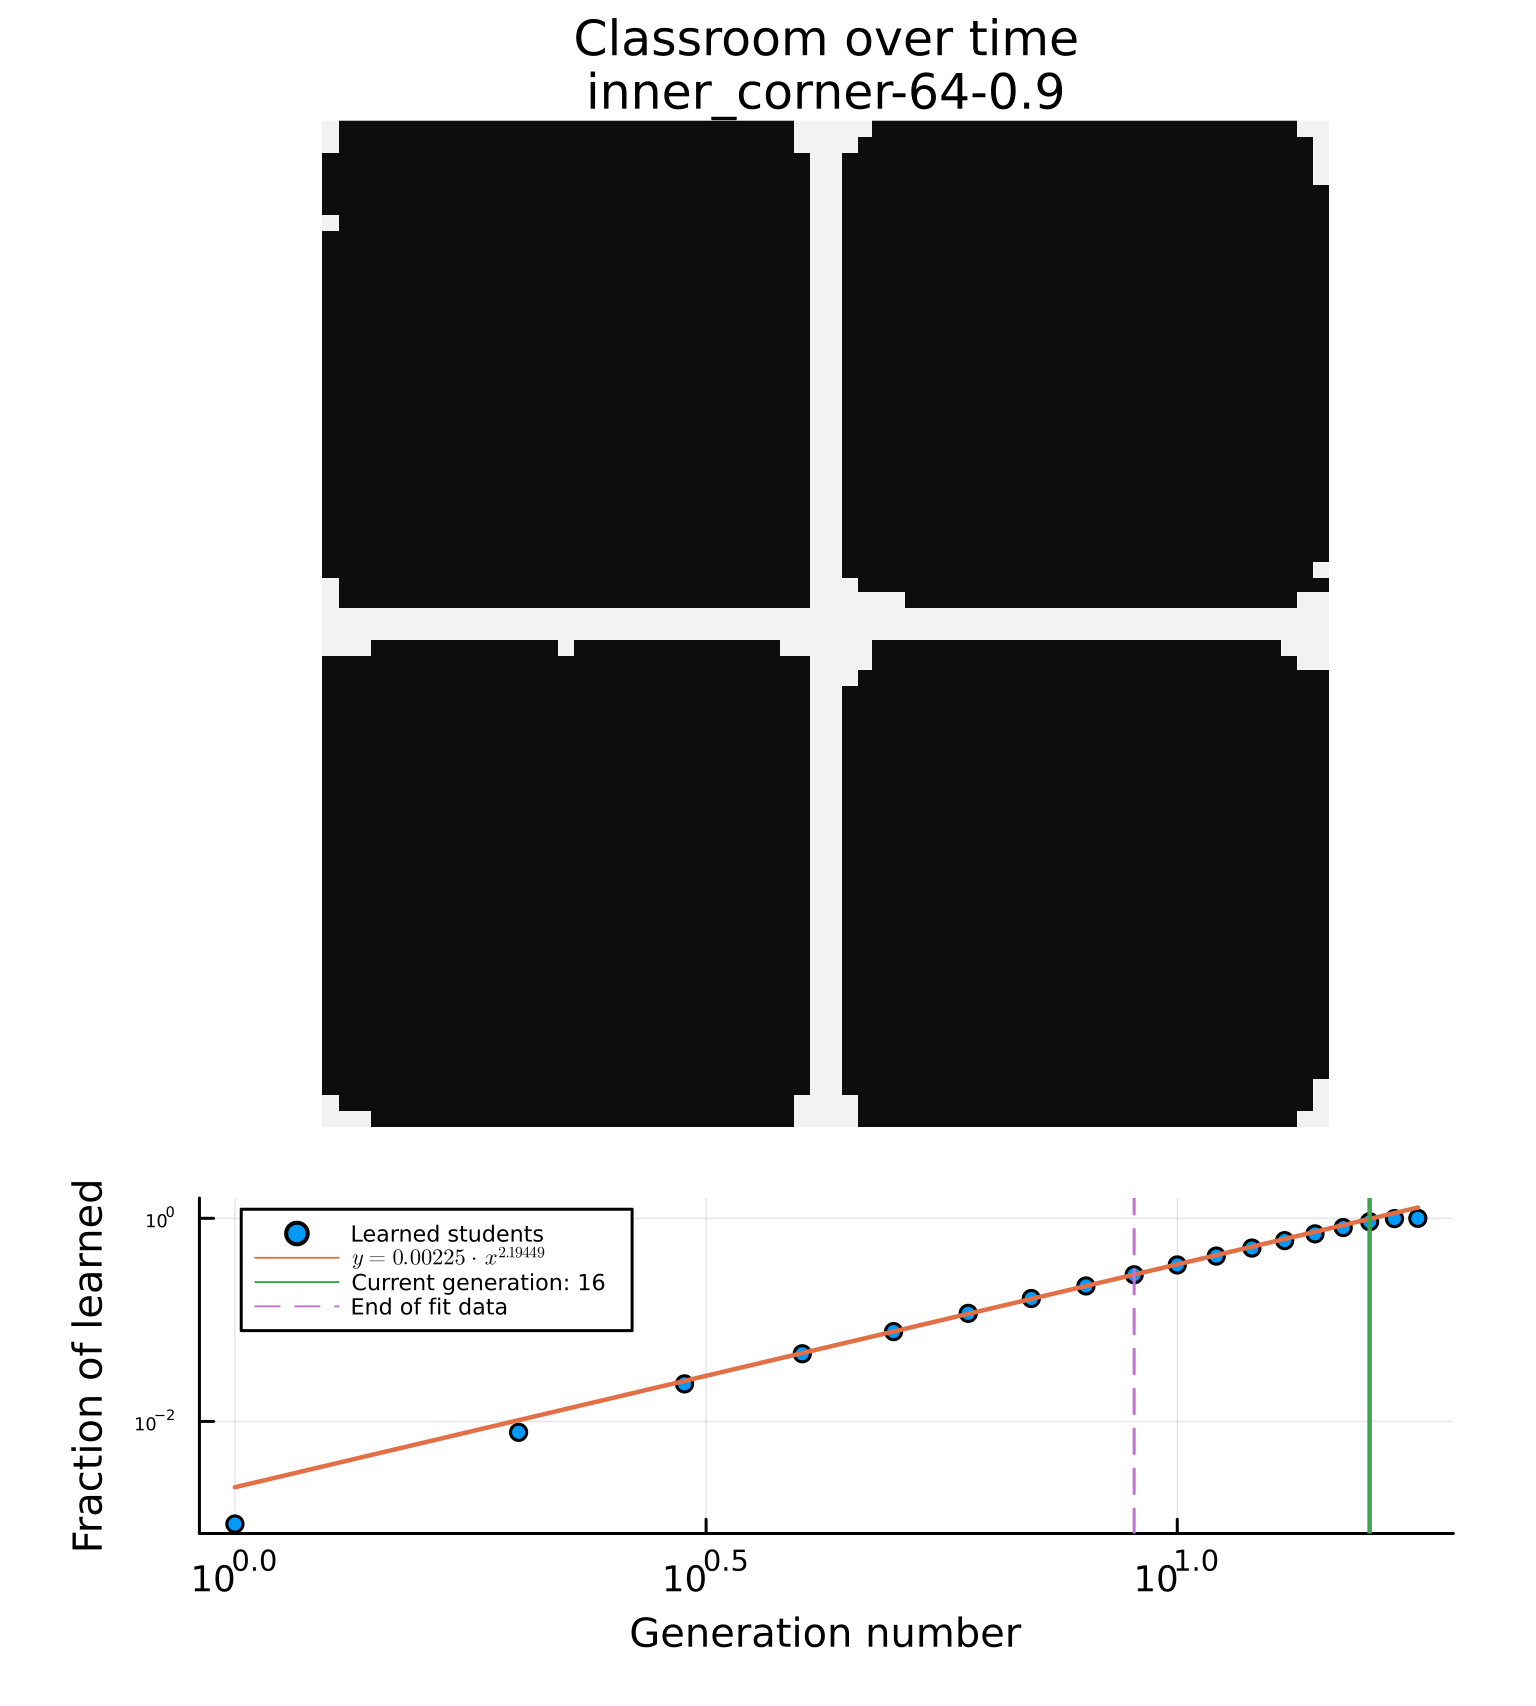 Classroom over time
inner_corner-64-0.9
Fraction of learned
10^0
10^−2
Learned students
y = 0.00225 · x^2.19449
Current generation: 16
End of fit data
10^0.0 10^0.5 10^1.0
Generation number